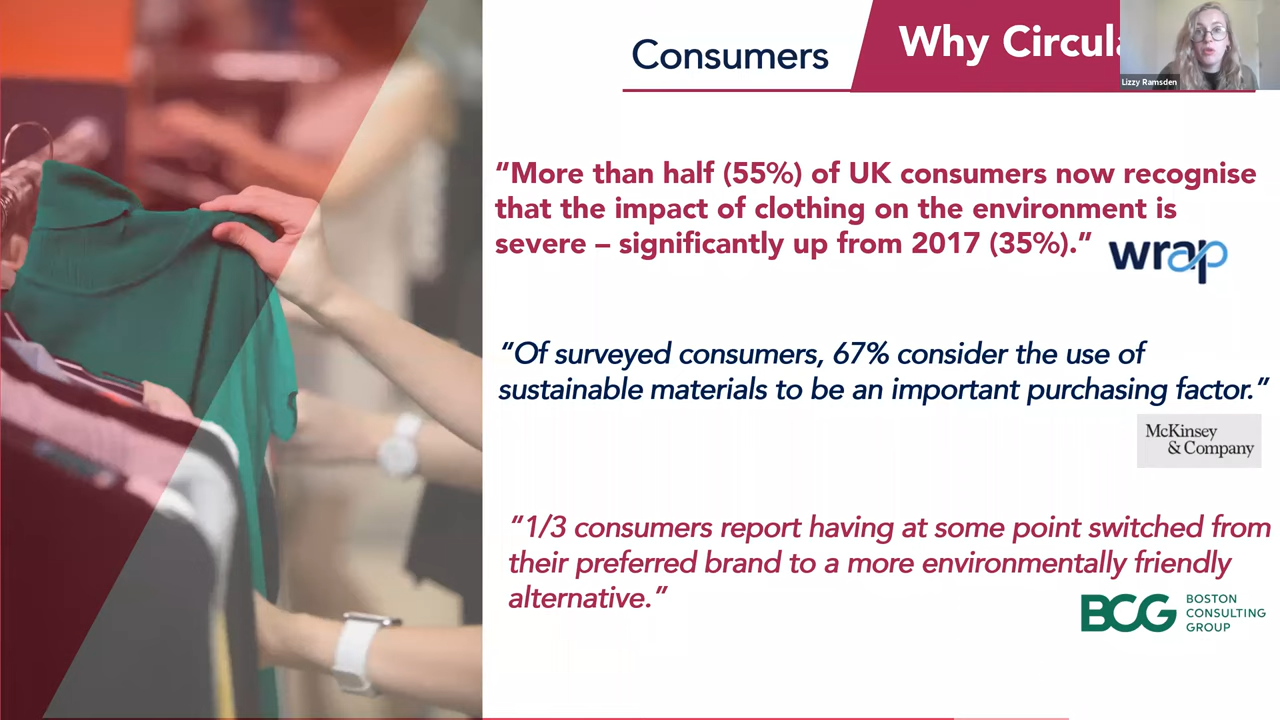 Consumers
Why Circul
Lizzy Ramsden
“More than half (55%) of UK consumers now recognise
that the impact of clothing on the environment is
severe – significantly up from 2017 (35%).”
wrap
“Of surveyed consumers, 67% consider the use of
sustainable materials to be an important purchasing factor.”
McKinsey
& Company
“1/3 consumers report having at some point switched from
their preferred brand to a more environmentally friendly
alternative.”
BCG
BOSTON
CONSULTING
GROUP